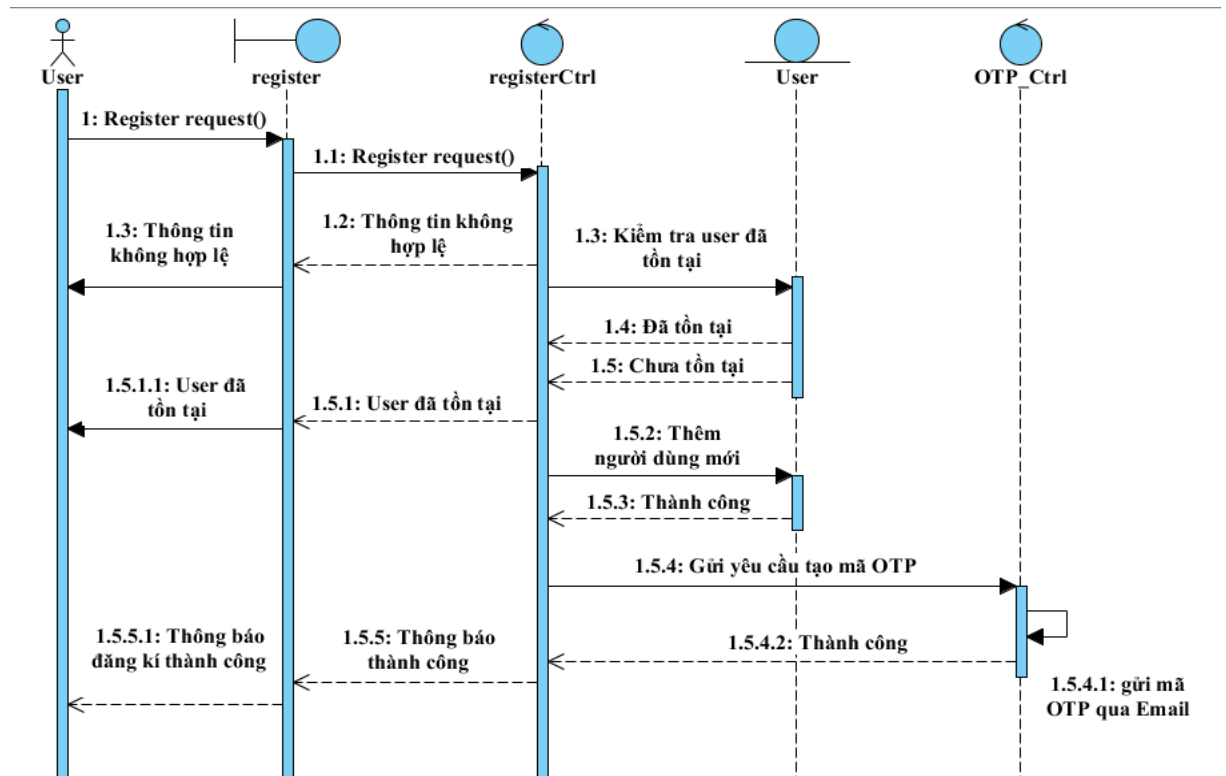 User
register
registerCtrl
User
OTP_Ctrl
1: Register request()
1.1: Register request()
1.3: Thông tin
không hợp lệ
1.2: Thông tin không
hợp lệ
1.3: Kiểm tra user đã
tồn tại
1.4: Đã tồn tại
1.5: Chưa tồn tại
1.5.1.1: User đã
tồn tại
1.5.1: User đã tồn tại
1.5.2: Thêm
người dùng mới
1.5.3: Thành công
1.5.4: Gửi yêu cầu tạo mã OTP
1.5.5.1: Thông báo
đăng kí thành công
1.5.5: Thông báo
thành công
1.5.4.2: Thành công
1.5.4.1: gửi mã
OTP qua Email